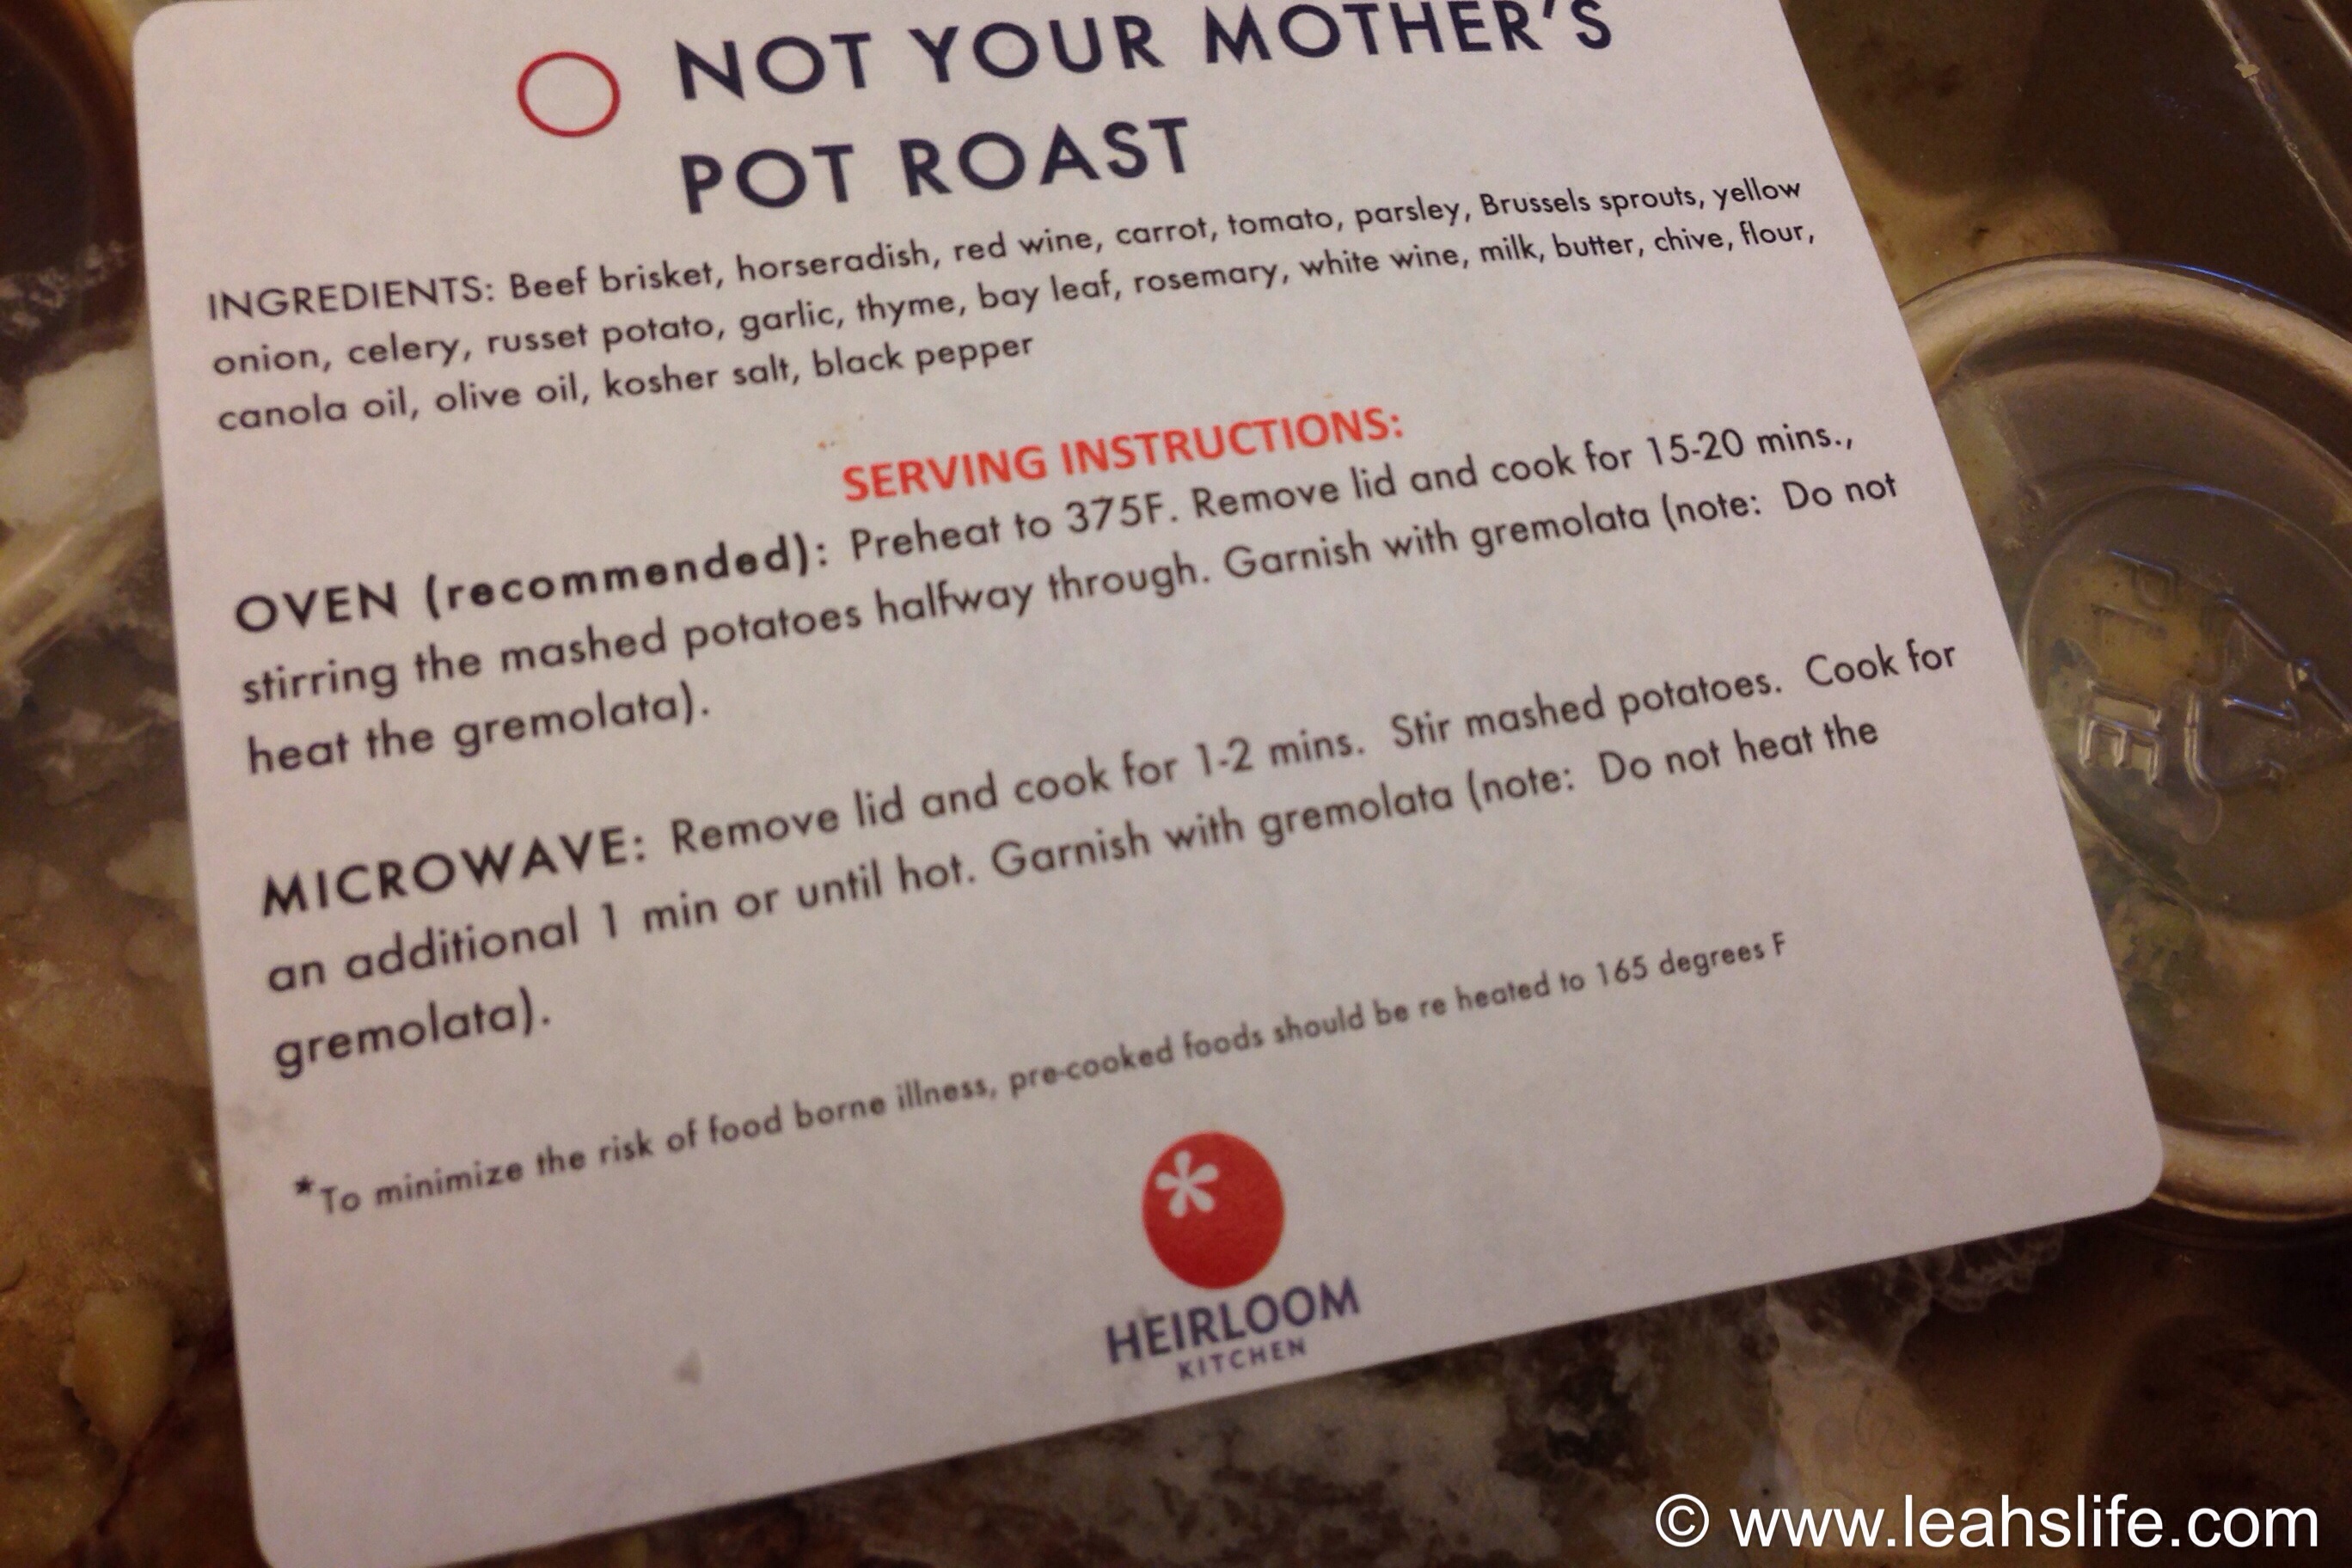 NOT YOUR MOTHER'S
POT ROAST
INGREDIENTS: Beef brisket, horseradish, red wine, carrot, tomato, parsley, Brussels sprouts, yellow
onion, celery, russet potato, garlic, thyme, bay leaf, rosemary, white wine, milk, butter, chive, flour,
canola oil, olive oil, kosher salt, black pepper
SERVING INSTRUCTIONS:
OVEN (recommended): Preheat to 375F. Remove lid and cook for 15-20 mins.,
stirring the mashed potatoes halfway through. Garnish with gremolata (note: Do not
heat the gremolata).
MICROWAVE: Remove lid and cook for 1-2 mins. Stir mashed potatoes. Cook for
an additional 1 min or until hot. Garnish with gremolata (note: Do not heat the
gremolata).
*To minimize the risk of food borne illness, pre-cooked foods should be re heated to 165 degrees F
HEIRLOOM
KITCHEN
© www.leahslife.com